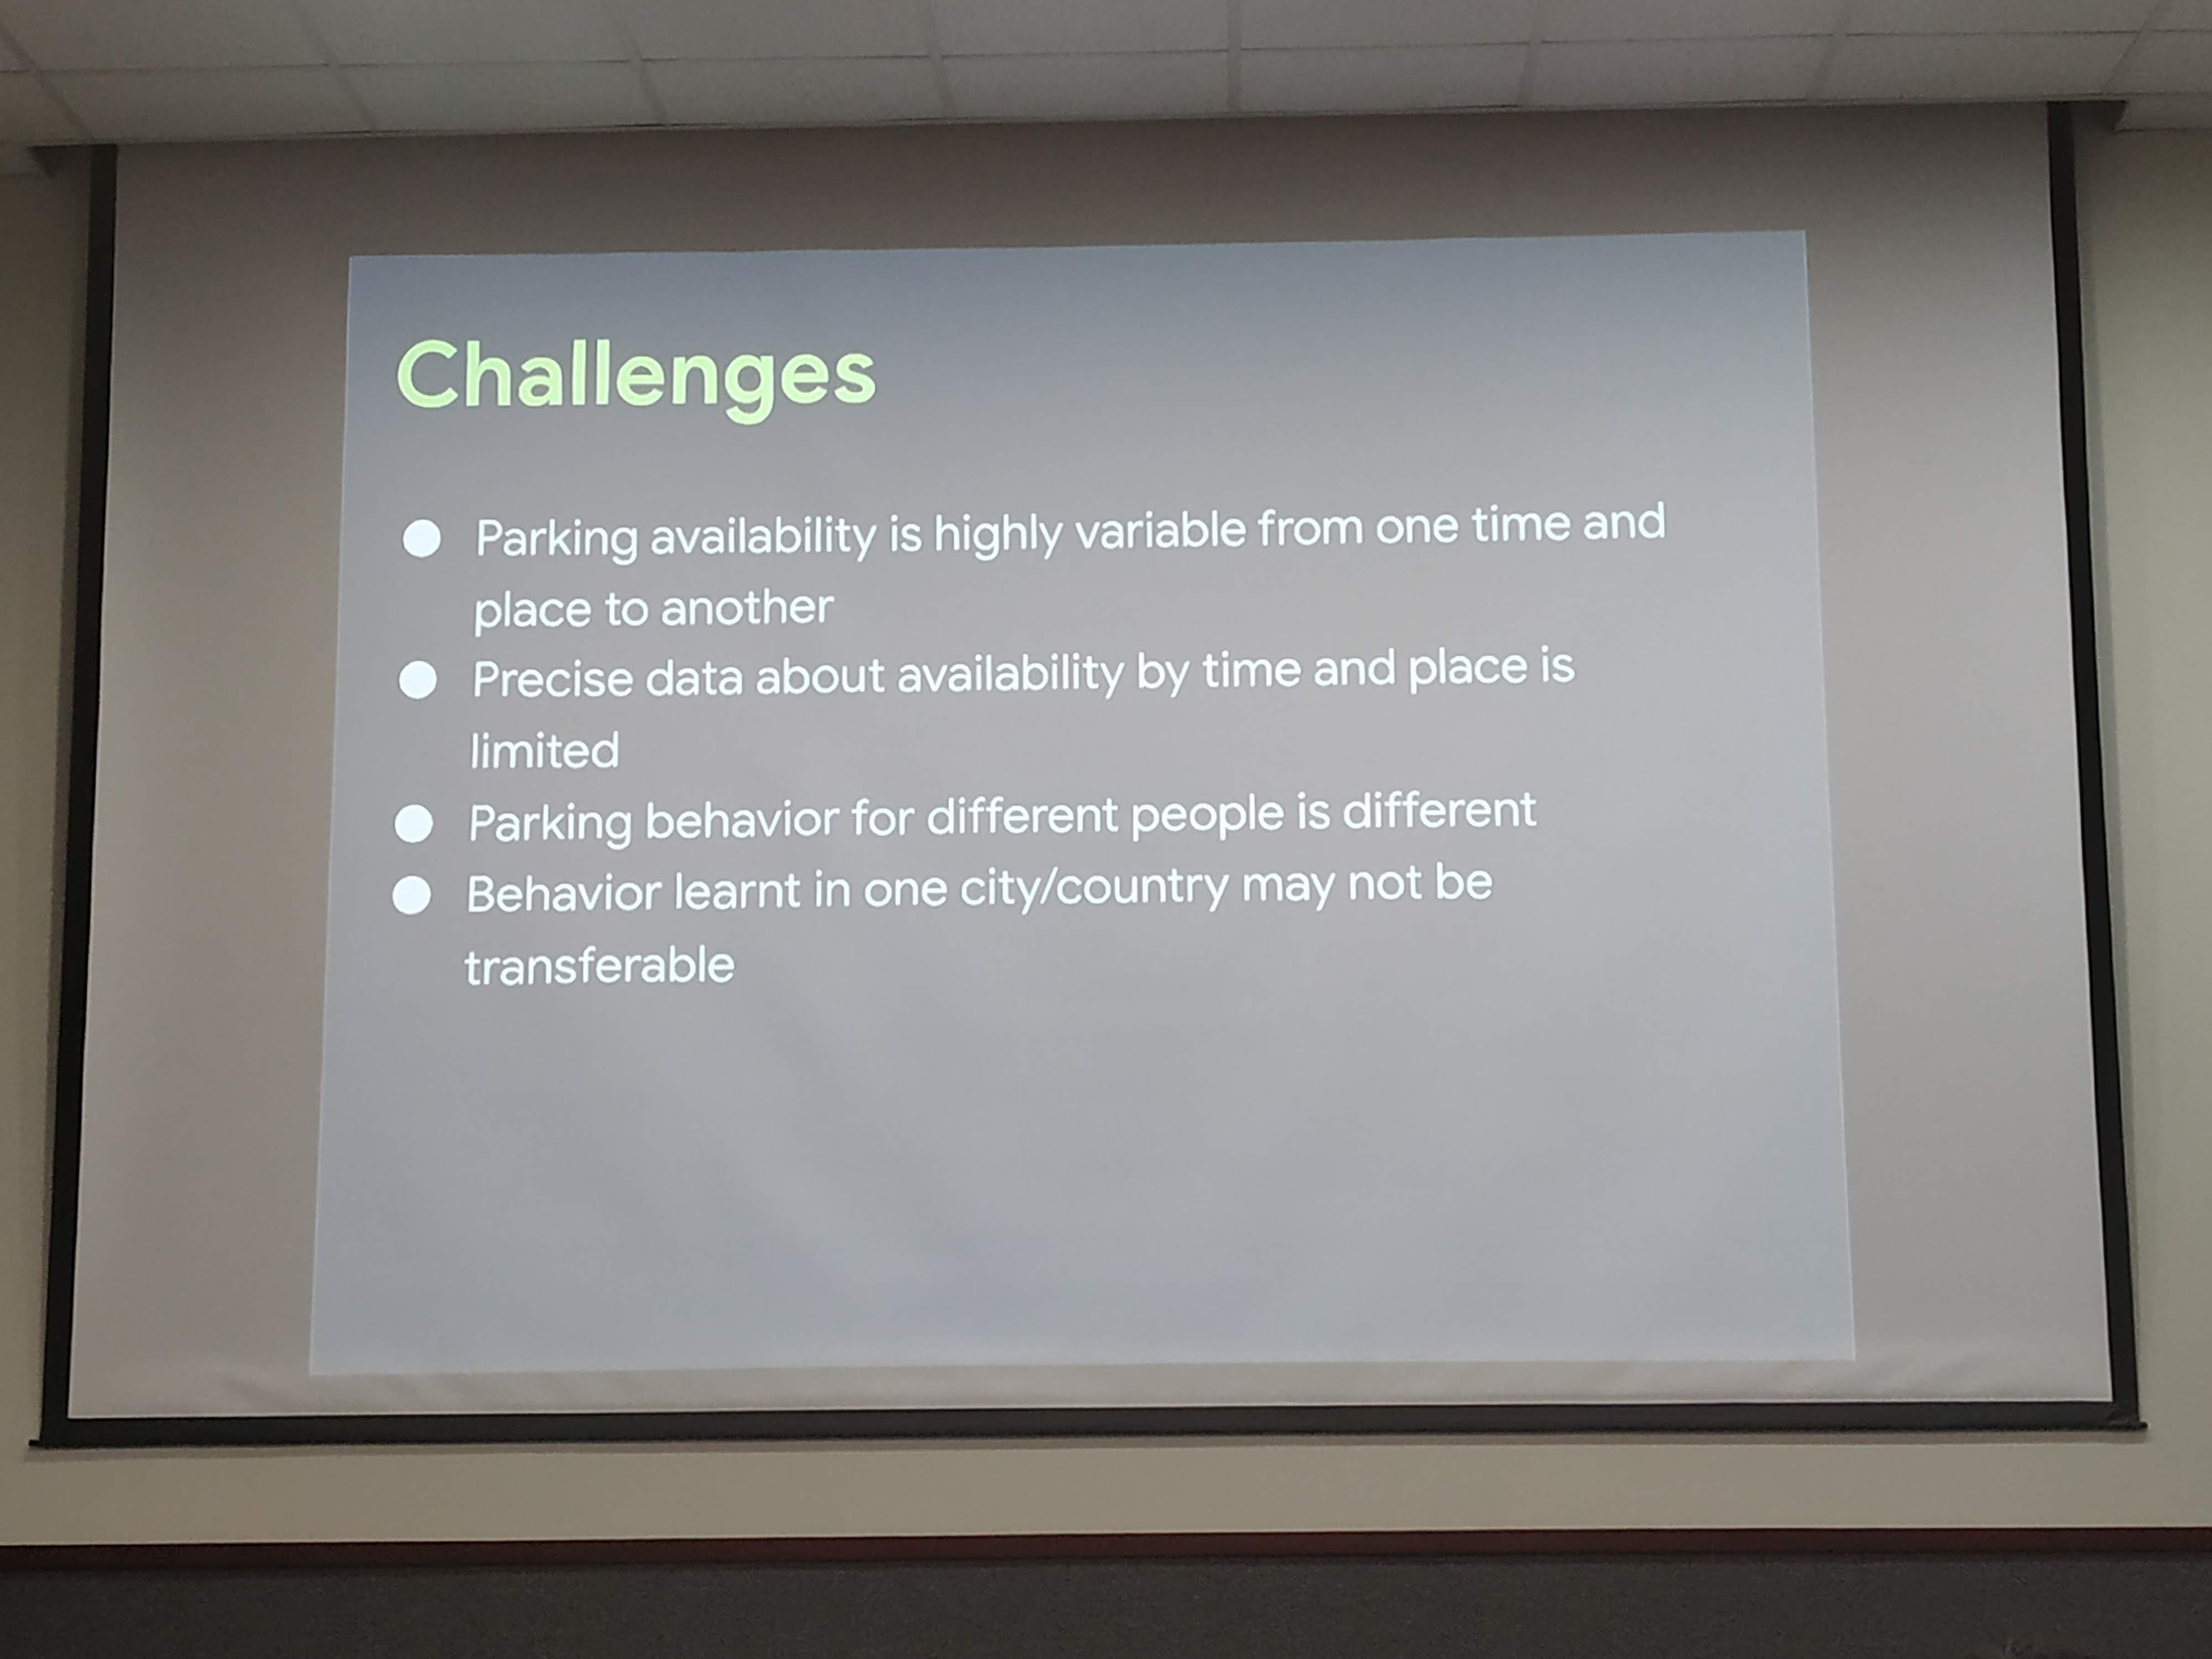 Challenges
● Parking availability is highly variable from one time and
place to another
● Precise data about availability by time and place is
limited
● Parking behavior for different people is different
● Behavior learnt in one city/country may not be
transferable